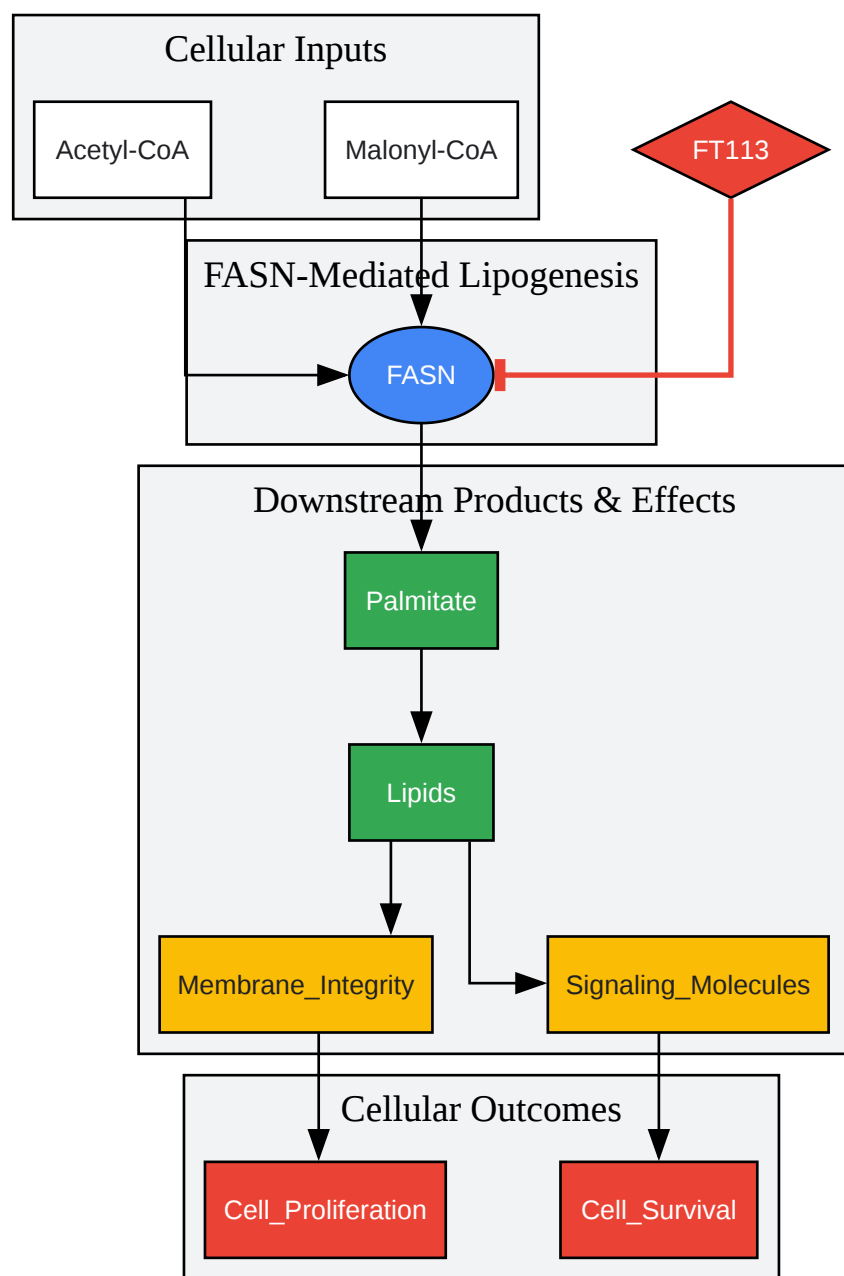 Cellular Inputs
Acetyl-CoA
Malonyl-CoA
FT113
FASN-Mediated Lipogenesis
FASN
Downstream Products & Effects
Palmitate
Lipids
Membrane_Integrity
Signaling_Molecules
Cellular Outcomes
Cell_Proliferation
Cell_Survival